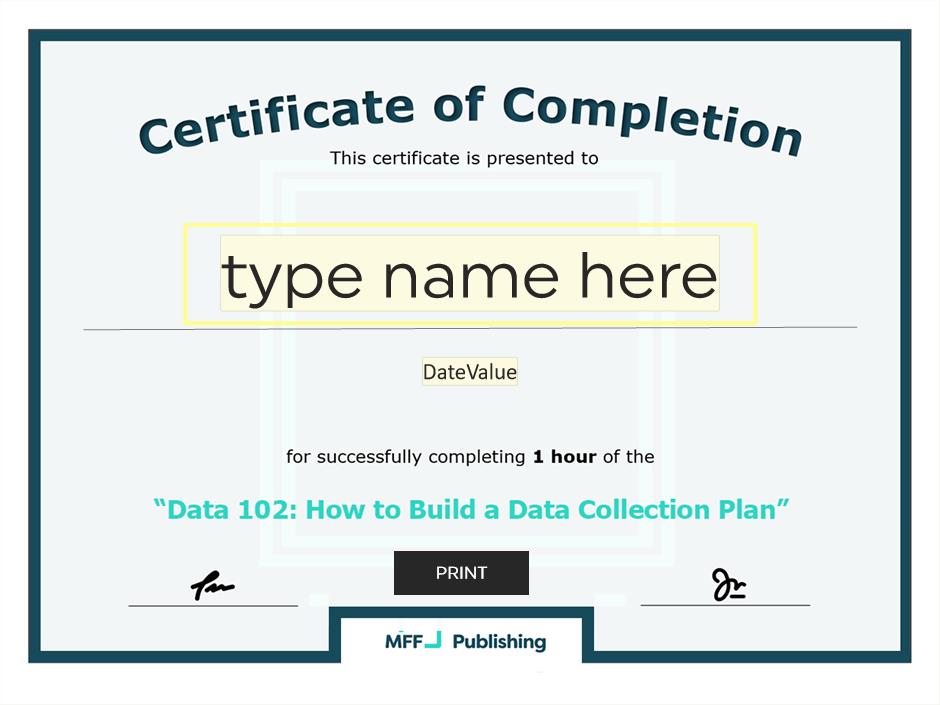 Certificate of Completion
This certificate is presented to
type name here
DateValue
for successfully completing 1 hour of the
“Data 102: How to Build a Data Collection Plan”
PRINT
MFF Publishing